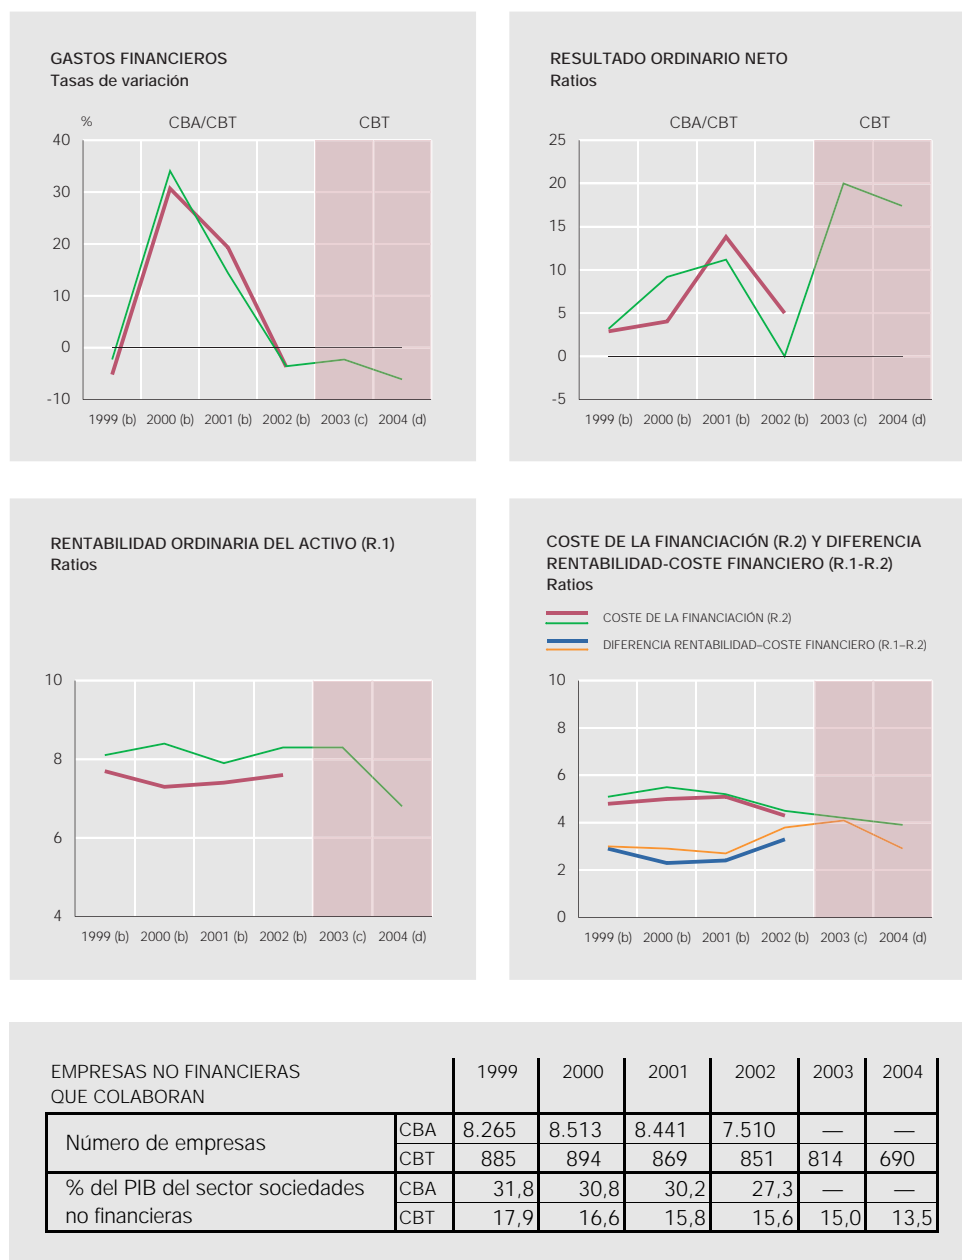 GASTOS FINANCIEROS
Tasas de variación
% CBA/CBT CBT
40
30
20
10
0
-10
1999 (b) 2000 (b) 2001 (b) 2002 (b) 2003 (c) 2004 (d)
RESULTADO ORDINARIO NETO
Ratios
CBA/CBT CBT
25
20
15
10
5
0
-5
1999 (b) 2000 (b) 2001 (b) 2002 (b) 2003 (c) 2004 (d)
RENTABILIDAD ORDINARIA DEL ACTIVO (R.1)
Ratios
10
8
6
4
1999 (b) 2000 (b) 2001 (b) 2002 (b) 2003 (c) 2004 (d)
COSTE DE LA FINANCIACIÓN (R.2) Y DIFERENCIA
RENTABILIDAD-COSTE FINANCIERO (R.1-R.2)
Ratios
COSTE DE LA FINANCIACIÓN (R.2)
DIFERENCIA RENTABILIDAD–COSTE FINANCIERO (R.1–R.2)
10
8
6
4
2
0
1999 (b) 2000 (b) 2001 (b) 2002 (b) 2003 (c) 2004 (d)
EMPRESAS NO FINANCIERAS 1999 2000 2001 2002 2003 2004
QUE COLABORAN
Número de empresas
CBA 8.265 8.513 8.441 7.510 — —
CBT 885 894 869 851 814 690
% del PIB del sector sociedades CBA 31,8 30,8 30,2 27,3 — —
no financieras CBT 17,9 16,6 15,8 15,6 15,0 13,5